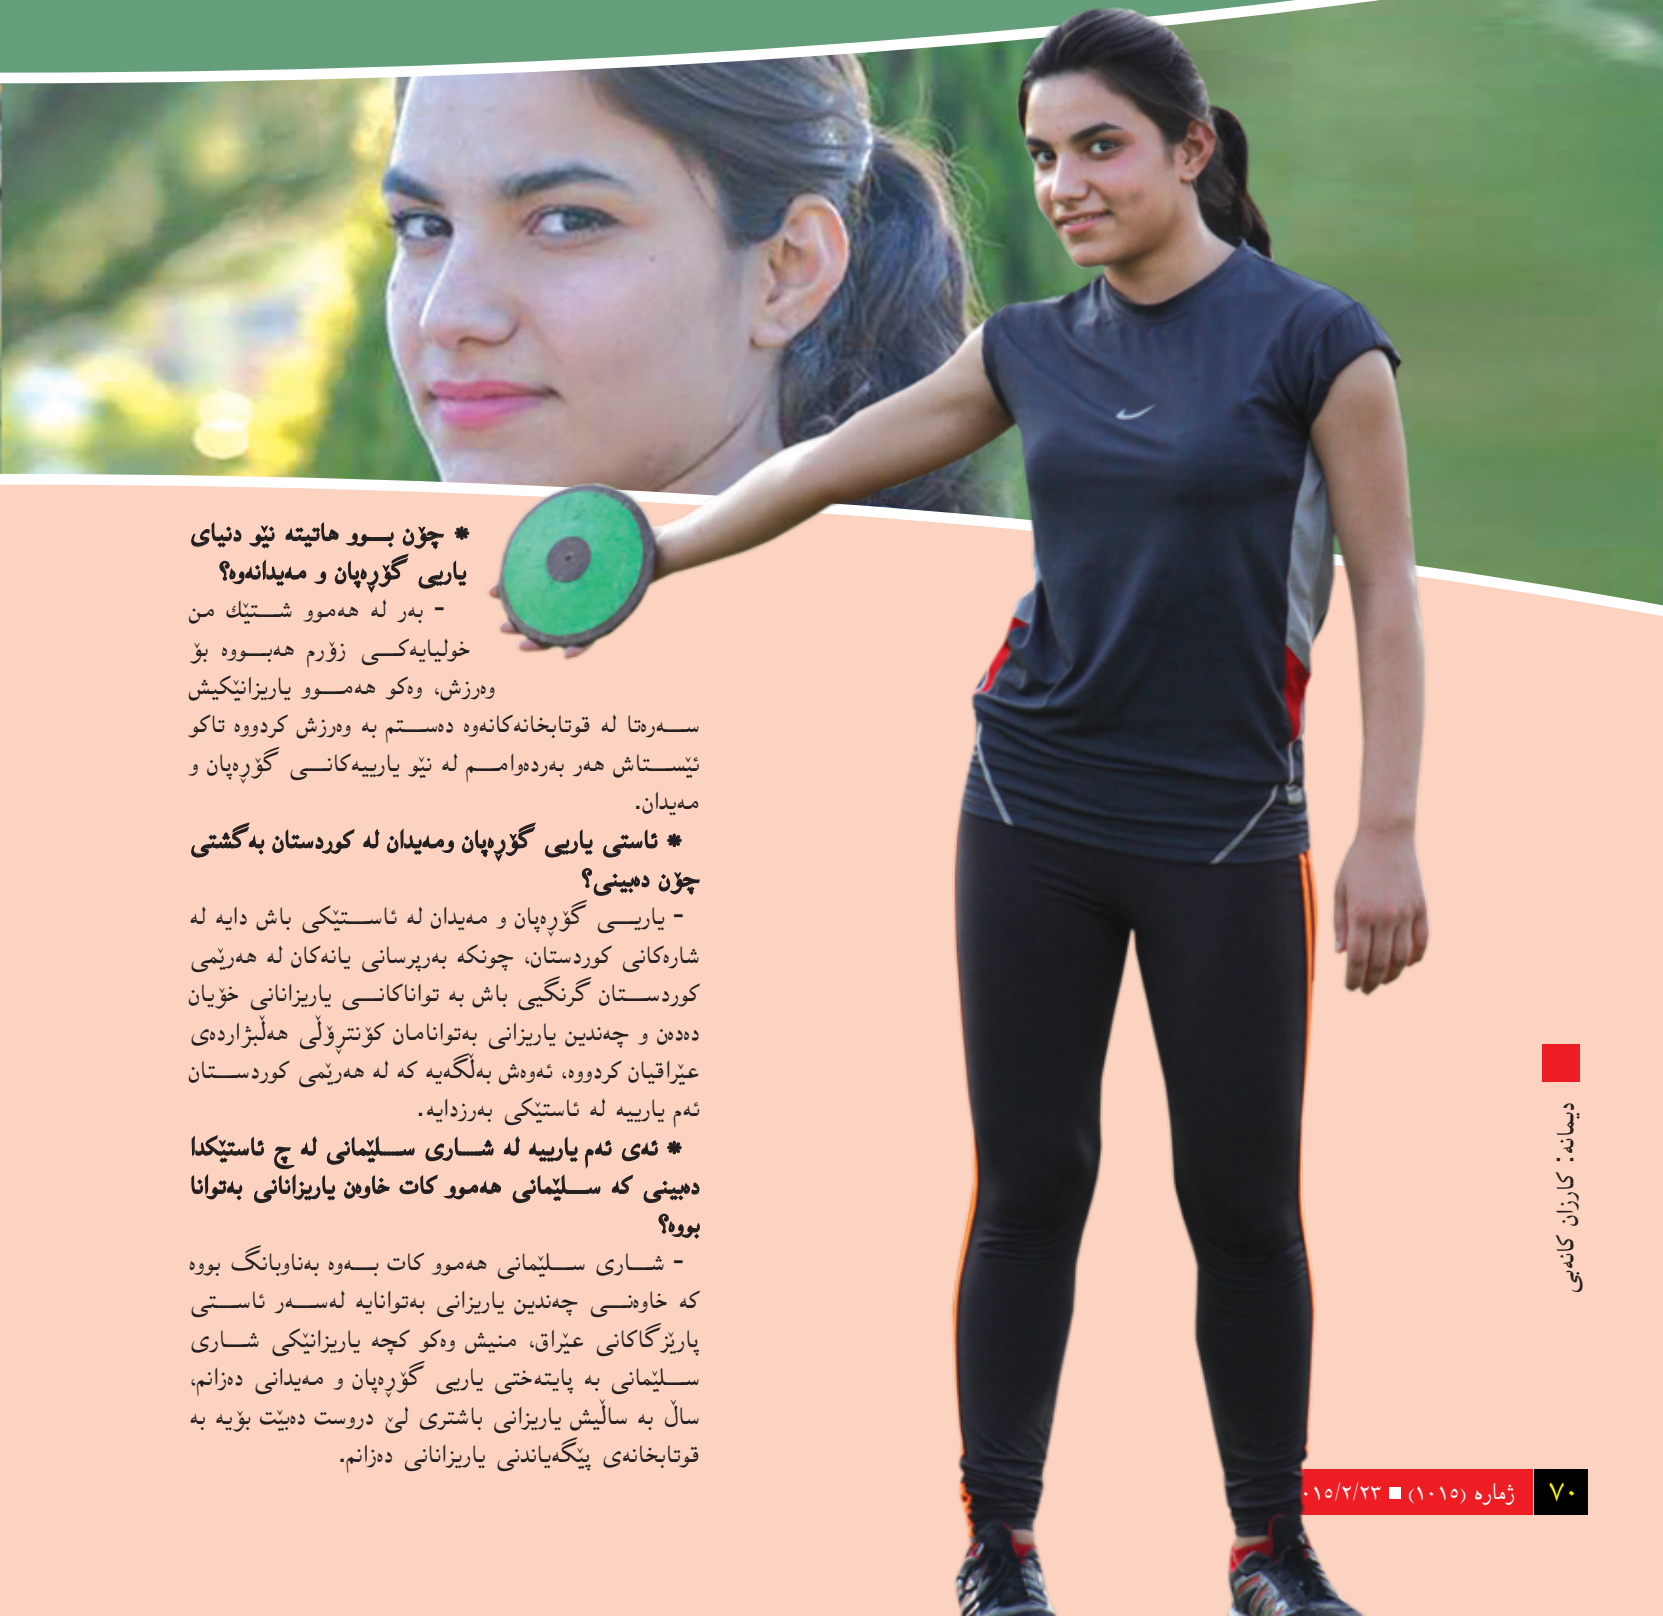 * چۆن بــوو هاتیته نێو دنیای
یاریی گۆڕەپان و مەیدانەوە؟
- بەر لە هەموو شــتێك من
خولیایەكــی زۆرم هەبــووە بۆ
وەرزش، وەكو هەمــوو یاریزانێكیش
ســەرەتا لە قوتابخانەكانەوە دەســتم بە وەرزش كردووە تاكو
ئێســتاش هەر بەردەوامــم لە نێو یارییەكانــی گۆڕەپان و
مەیدان.
* ئاستی یاریی گۆڕەپان ومەیدان لە كوردستان بەگشتی
چۆن دەبینی؟
- یاریــی گۆڕەپان و مەیدان لە ئاســتێكی باش دایە لە
شارەكانی كوردستان، چونكە بەرپرسانی یانەكان لە هەرێمی
كوردســتان گرنگیی باش بە تواناكانــی یاریزانانی خۆیان
دەدەن و چەندین یاریزانی بەتوانامان كۆنترۆڵی هەڵبژاردەی
عێراقیان كردووە، ئەوەش بەڵگەیە كە لە هەرێمی كوردســتان
ئەم یارییە لە ئاستێكی بەرزدایە.
* ئەی ئەم یارییە لە شــاری ســلێمانی لە چ ئاستێكدا
دەبینی كە ســلێمانی هەموو كات خاوەن یاریزانانی بەتوانا
بووە؟
- شــاری ســلێمانی هەموو كات بــەوە بەناوبانگ بووە
كە خاوەنــی چەندین یاریزانی بەتوانایە لەســەر ئاســتی
پارێزگاكانی عێراق، منیش وەكو كچە یاریزانێكی شــاری
ســلێمانی بە پایتەختی یاریی گۆڕەپان و مەیدانی دەزانم،
ساڵ بە ساڵیش یاریزانی باشتری لێ دروست دەبێت بۆیە بە
قوتابخانەی پێگەیاندنی یاریزانانی دەزانم.
دیمانە: كارزان كانەبی
٧٠ ژمارە (١٠١٥) ■ ٠١٥/٢/٢٣